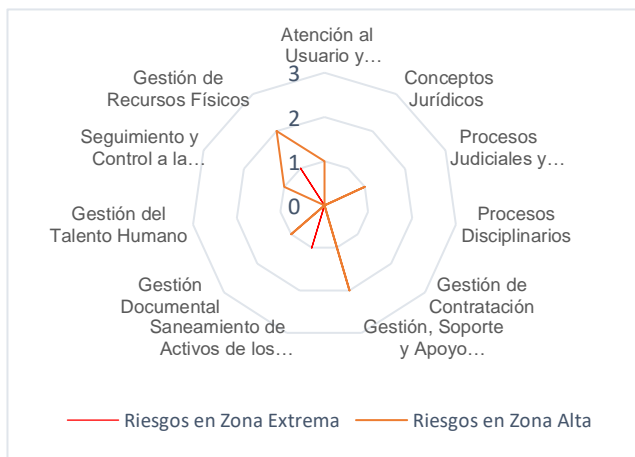 Atención al
Usuario y…
Conceptos
Jurídicos
Procesos
Judiciales y…
Procesos
Disciplinarios
Gestión de
Contratación
Gestión, Soporte
y Apoyo…
Saneamiento de
Activos de los…
Gestión
Documental
Gestión del
Talento Humano
Seguimiento y
Control a la…
Gestión de
Recursos Físicos
3
2
1
0
Riesgos en Zona Extrema
Riesgos en Zona Alta